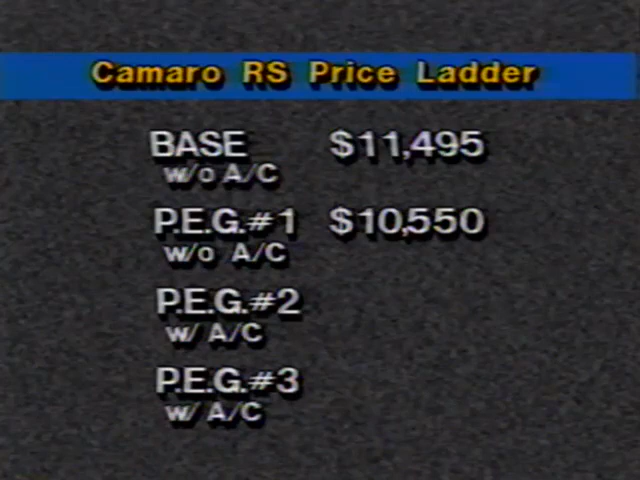 Camaro RS Price Ladder
BASE $11,495
w/o A/C
P.E.G.#1 $10,550
w/o A/C
P.E.G.#2
w/ A/C
P.E.G.#3
w/ A/C